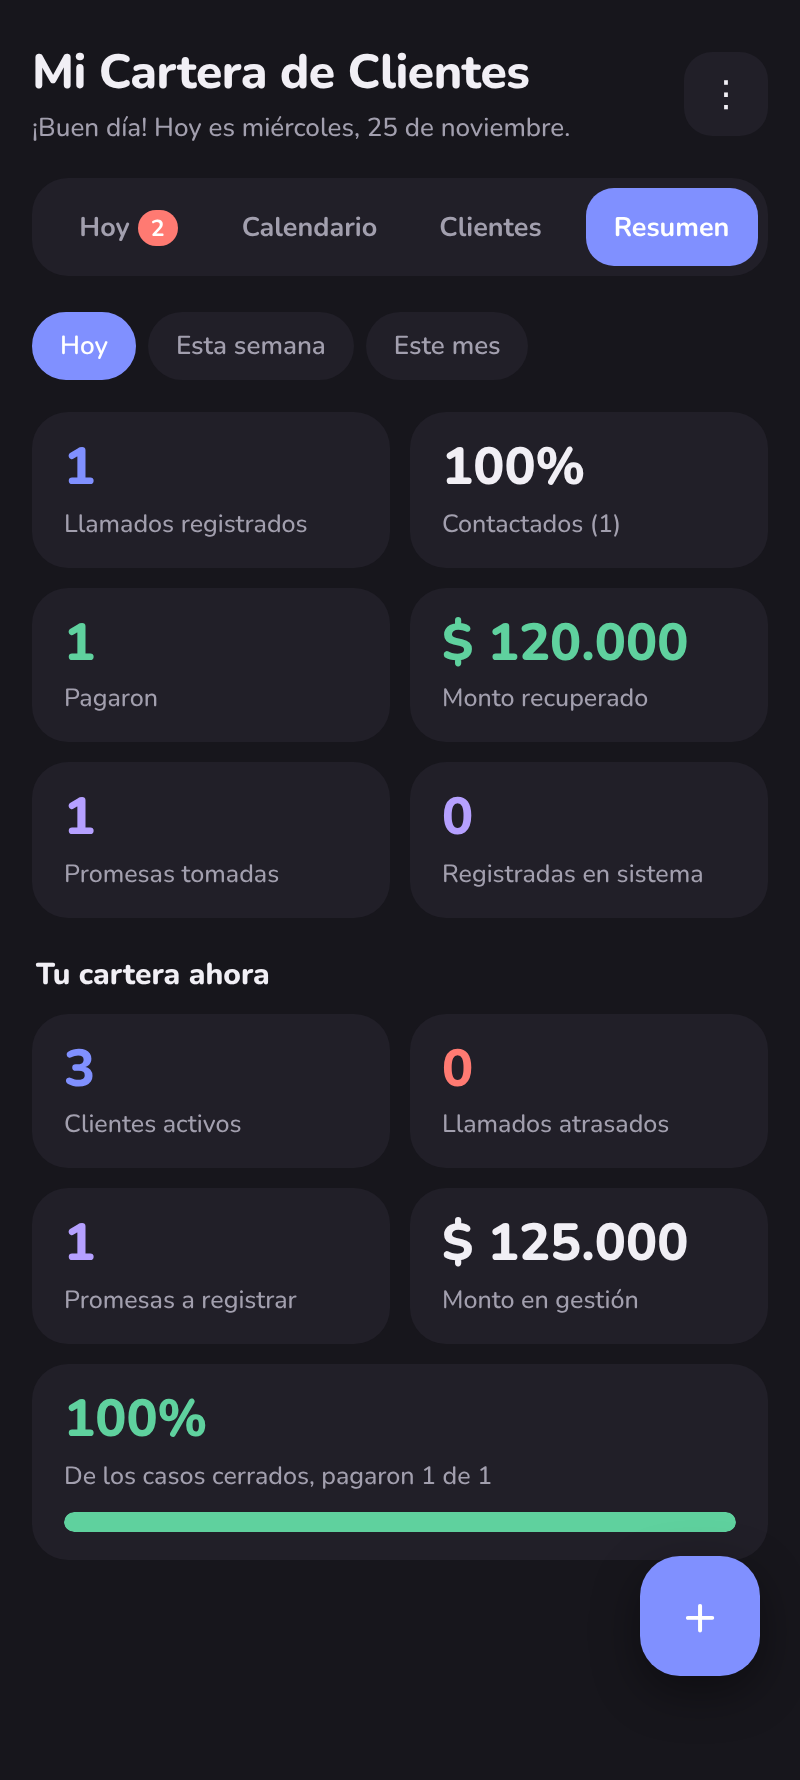 Mi Cartera de Clientes
¡Buen día! Hoy es miércoles, 25 de noviembre.
Hoy 2 Calendario Clientes Resumen
Hoy Esta semana Este mes
1 100%
Llamados registrados Contactados (1)
1 $ 120.000
Pagaron Monto recuperado
1 0
Promesas tomadas Registradas en sistema
Tu cartera ahora
3 0
Clientes activos Llamados atrasados
1 $ 125.000
Promesas a registrar Monto en gestión
100%
De los casos cerrados, pagaron 1 de 1
+